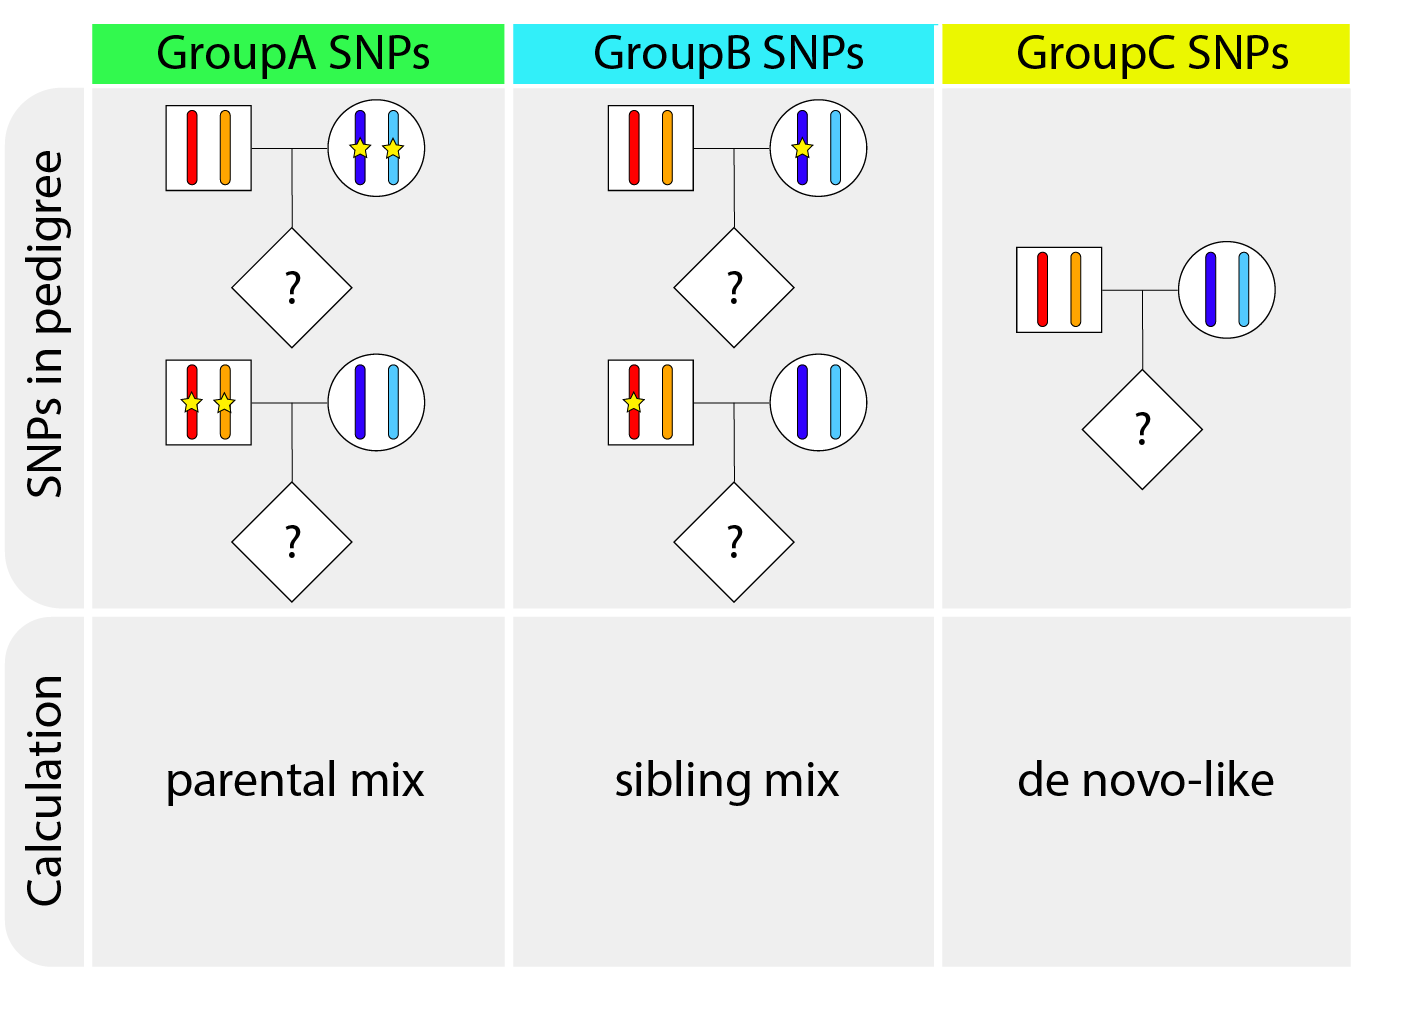 GroupA SNPs
GroupB SNPs
GroupC SNPs
SNPs in pedigree
?
?
?
?
?
Calculation
parental mix
sibling mix
de novo-like